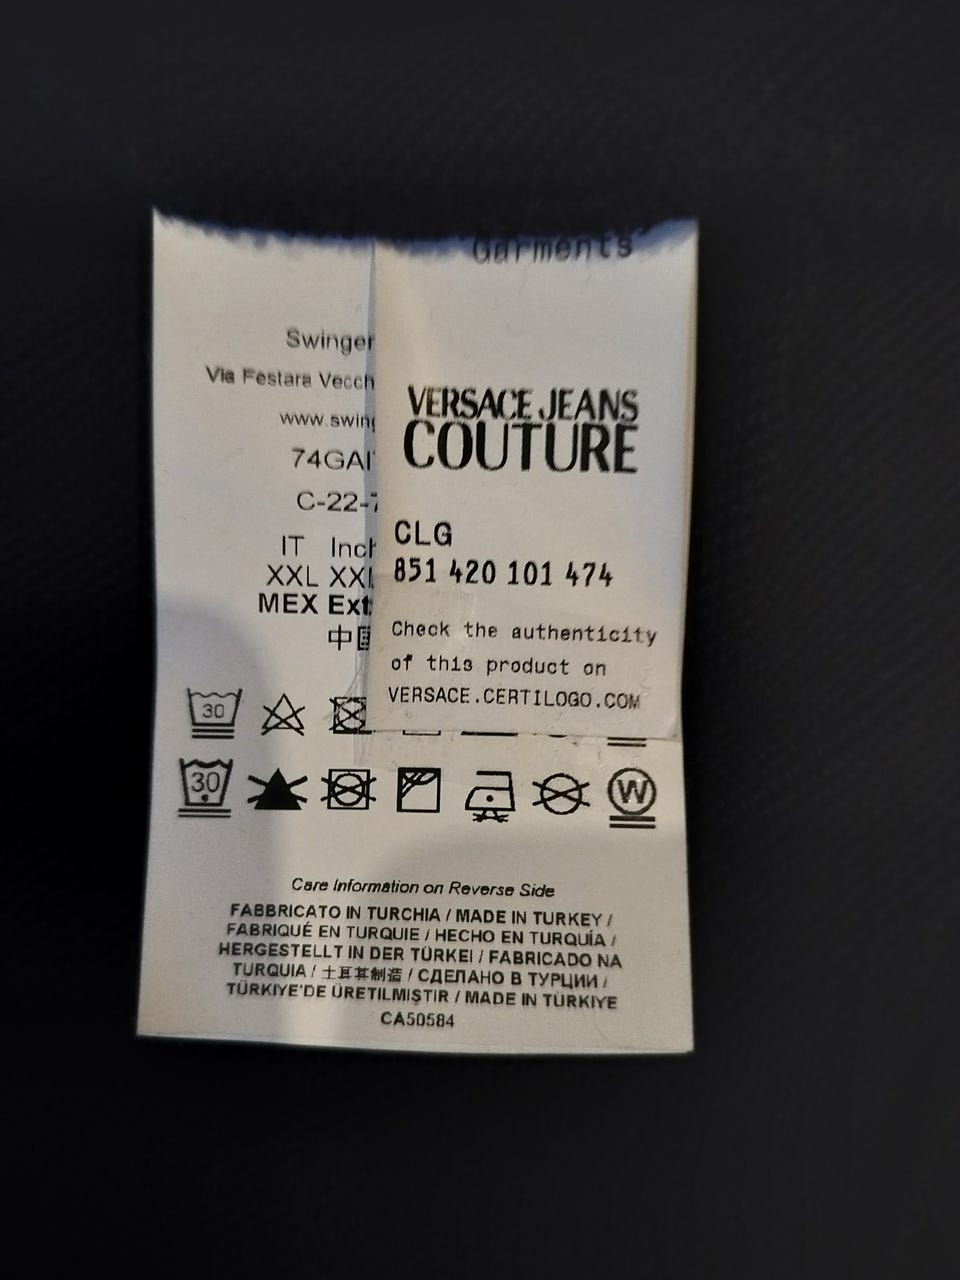 Garments
VERSACE JEANS
COUTURE
CLG
851 420 101 474
Check the authenticity
of this product on
VERSACE.CERTILOGO.COM
Swinger
Via Festara Vecch
www.swing
74GAI
C-22-7
IT Inch
XXL XXL
MEX Ext
中国
30
30
W
Care Information on Reverse Side
FABBRICATO IN TURCHIA / MADE IN TURKEY /
FABRIQUÉ EN TURQUIE / HECHO EN TURQUÍA /
HERGESTELLT IN DER TÜRKEI / FABRICADO NA
TURQUIA / 土耳其制造 / СДЕЛАНО В ТУРЦИИ /
TÜRKIYE'DE ÜRETILMIŞTIR / MADE IN TÜRKIYE
CA50584